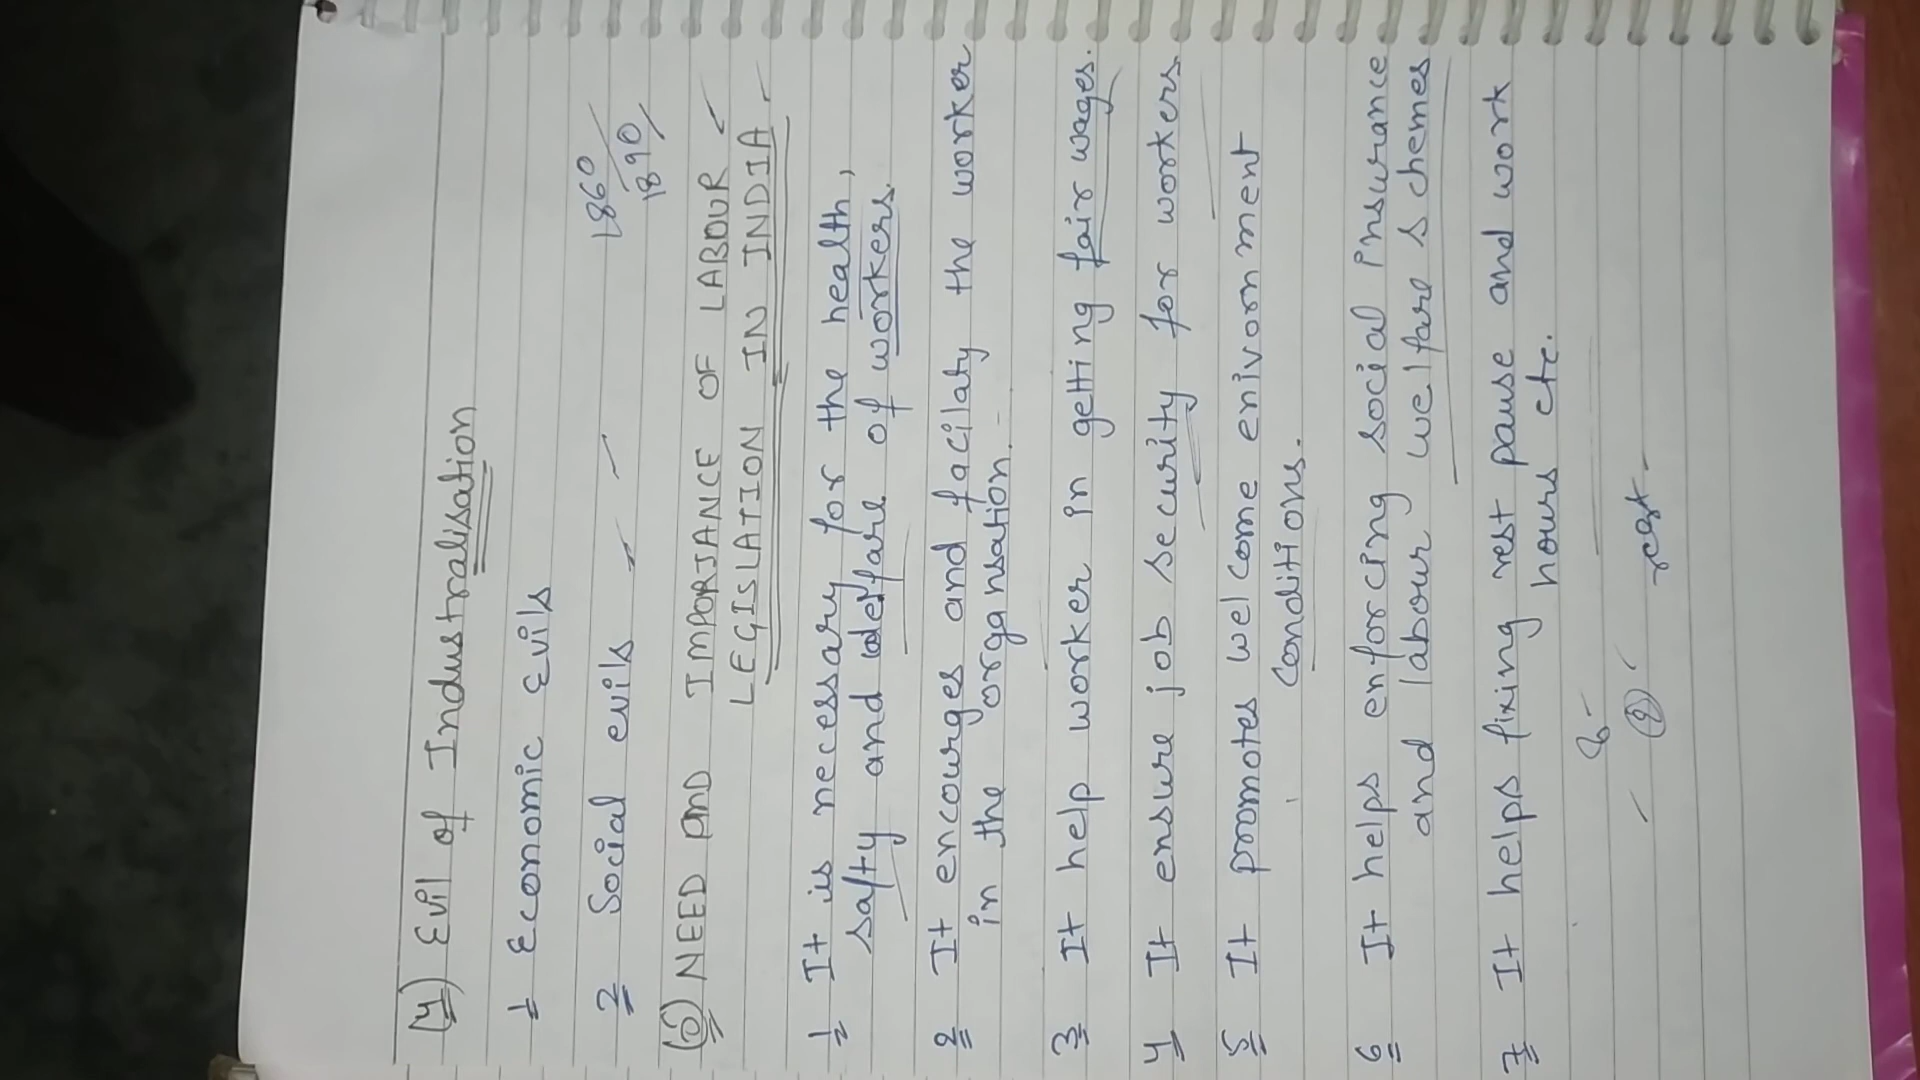 (4) Evil of Industralisation
1 Economic Evils
2 Social evils
1860
1890
(5) NEED AND IMPORTANCE OF LABOUR
LEGISLATION IN INDIA
1 It is necessary for the health,
safty and welfare of workers.
2 It encourges and facilaty the worker
in the organsation.
3 It help worker in getting fair wages.
4 It ensure job security for workers
5 It promotes welcome enivornment
Conditions.
6 It helps enforcing social insurance
and labour welfare schemes
7 It helps fixing rest pause and work
hours etc.
8
9 rest